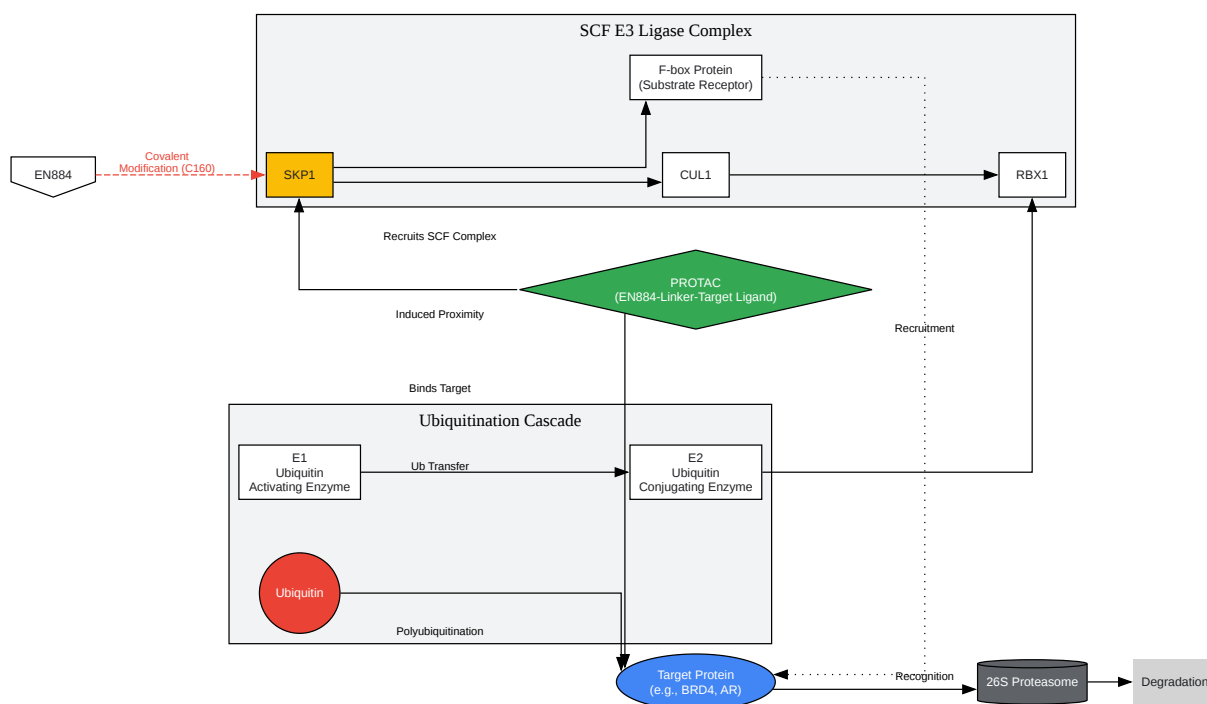 SCF E3 Ligase Complex
F-box Protein
(Substrate Receptor)
Covalent
Modification (C160)
EN884
SKP1
CUL1
RBX1
Recruits SCF Complex
PROTAC
(EN884-Linker-Target Ligand)
Induced Proximity
Recruitment
Binds Target
Ubiquitination Cascade
E1
Ubiquitin
Activating Enzyme
Ub Transfer
E2
Ubiquitin
Conjugating Enzyme
Ubiquitin
Polyubiquitination
Target Protein
(e.g., BRD4, AR)
Recognition
26S Proteasome
Degradation